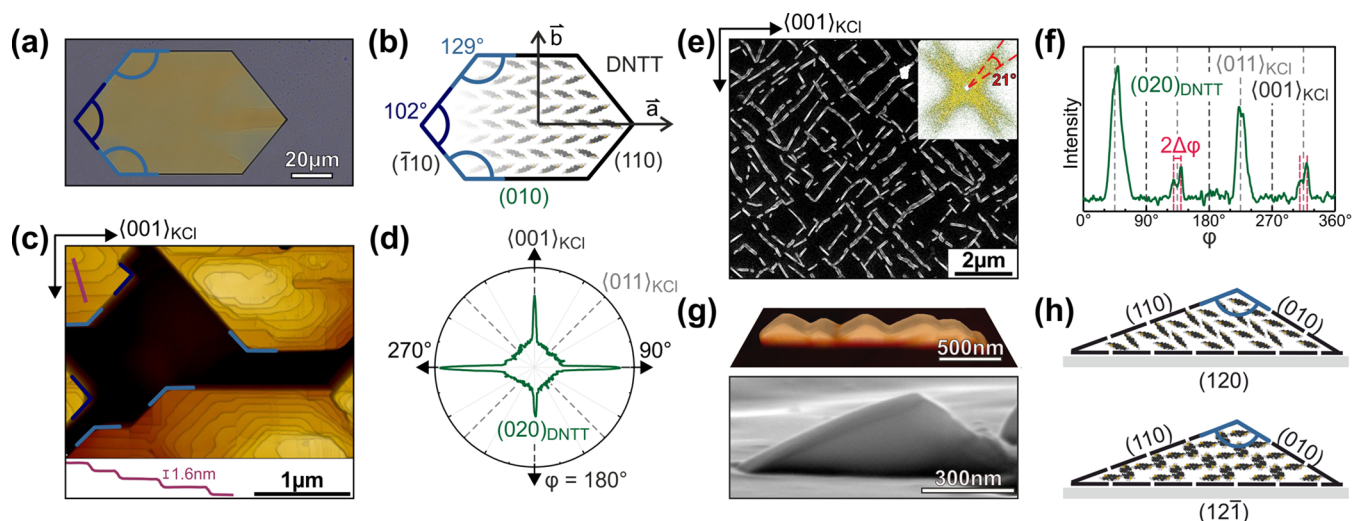 (a)
20μm
(b)
129°
b⃗
DNTT
102°
a⃗
(1̄10)
(110)
(010)
(c)
⟨001⟩KCl
1.6nm
1μm
(d)
⟨001⟩KCl
⟨011⟩KCl
270°
90°
(020)DNTT
φ = 180°
(e)
⟨001⟩KCl
21°
2μm
(f)
Intensity
(020)DNTT
⟨011⟩KCl
⟨001⟩KCl
2Δφ
0° 90° 180° 270° 360°
φ
(g)
500nm
300nm
(h)
(110)
(010)
(120)
(110)
(010)
(121̄)